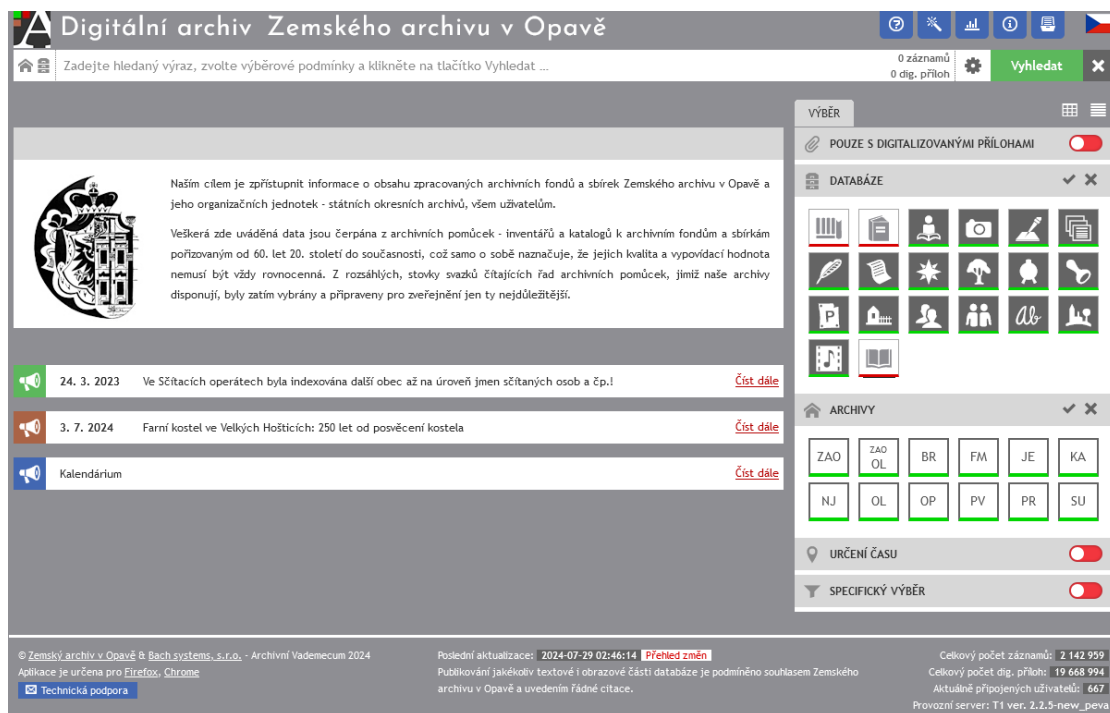 Digitální archiv Zemského archivu v Opavě
Zadejte hledaný výraz, zvolte výběrové podmínky a klikněte na tlačítko Vyhledat ...
0 záznamů
0 dig. příloh
Vyhledat
VÝBĚR
POUZE S DIGITALIZOVANÝMI PŘÍLOHAMI
DATABÁZE
Naším cílem je zpřístupnit informace o obsahu zpracovaných archivních fondů a sbírek Zemského archivu v Opavě a
jeho organizačních jednotek - státních okresních archivů, všem uživatelům.
Veškerá zde uváděná data jsou čerpána z archivních pomůcek - inventářů a katalogů k archivním fondům a sbírkám
pořizovaným od 60. let 20. století do současnosti, což samo o sobě naznačuje, že jejich kvalita a vypovídací hodnota
nemusí být vždy rovnocenná. Z rozsáhlých, stovky svazků čítajících řad archivních pomůcek, jimiž naše archivy
disponují, byly zatím vybrány a připraveny pro zveřejnění jen ty nejdůležitější.
P
Ab
24. 3. 2023 Ve Sčítacích operátech byla indexována další obec až na úroveň jmen sčítaných osob a čp.! Číst dále
3. 7. 2024 Farní kostel ve Velkých Hošticích: 250 let od posvěcení kostela Číst dále
Kalendárium Číst dále
ARCHIVY
ZAO ZAO OL BR FM JE KA
NJ OL OP PV PR SU
URČENÍ ČASU
SPECIFICKÝ VÝBĚR
© Zemský archiv v Opavě & Bach systems, s.r.o. - Archivní Vademecum 2024
Aplikace je určena pro Firefox, Chrome
Technická podpora
Poslední aktualizace: 2024-07-29 02:46:14 Přehled změn
Publikování jakékoliv textové i obrazové části databáze je podmíněno souhlasem Zemského
archivu v Opavě a uvedením řádné citace.
Celkový počet záznamů: 2 142 959
Celkový počet dig. příloh: 19 668 994
Aktuálně připojených uživatelů: 667
Provozní server: T1 ver. 2.2.5-new_peva